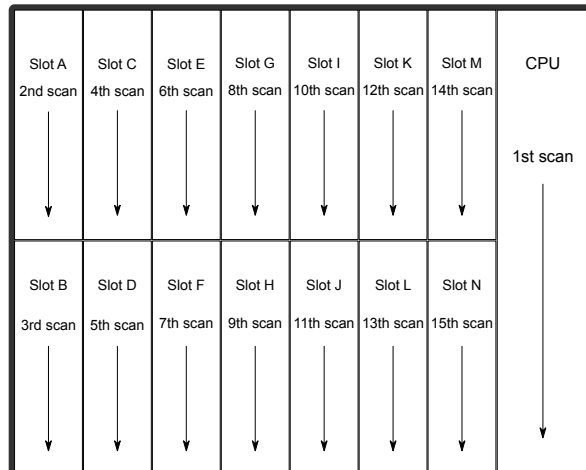 Slot A
2nd scan
Slot C
4th scan
Slot E
6th scan
Slot G
8th scan
Slot I
10th scan
Slot K
12th scan
Slot M
14th scan
CPU
1st scan
Slot B
3rd scan
Slot D
5th scan
Slot F
7th scan
Slot H
9th scan
Slot J
11th scan
Slot L
13th scan
Slot N
15th scan